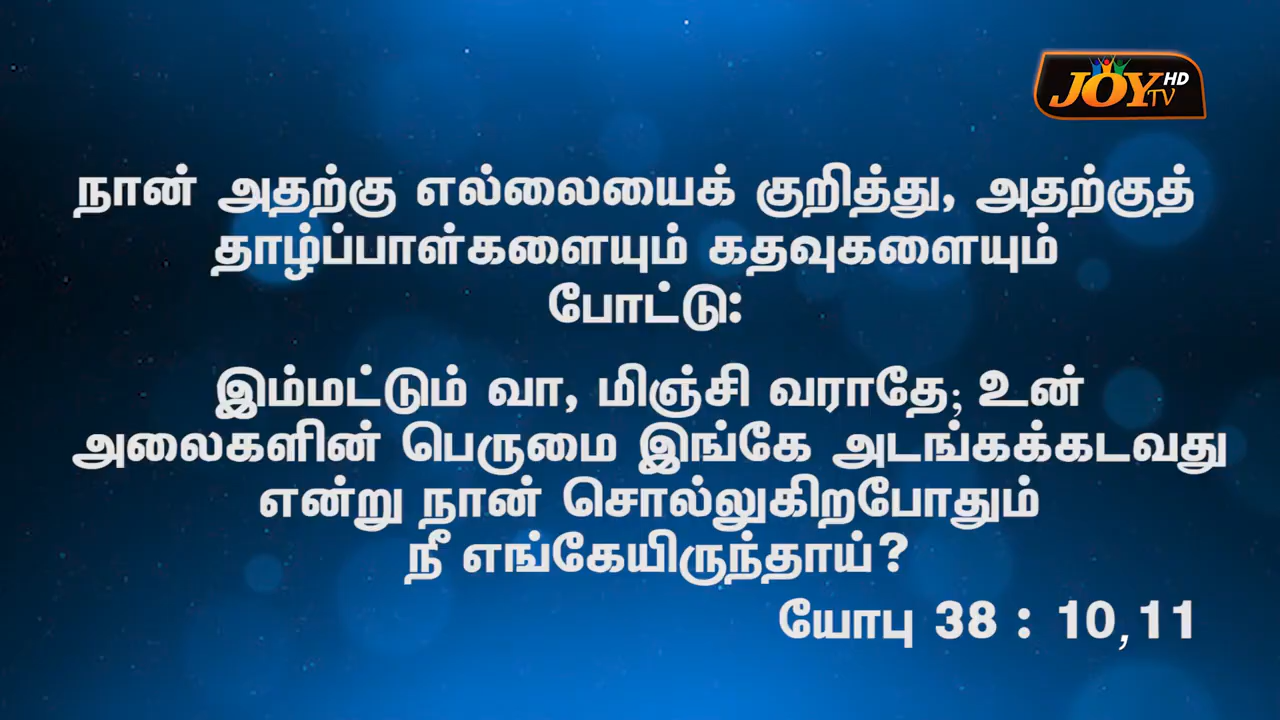 JOY TV HD
நான் அதற்கு எல்லையைக் குறித்து, அதற்குத்
தாழ்ப்பாள்களையும் கதவுகளையும்
போட்டு:
இம்மட்டும் வா, மிஞ்சி வராதே; உன்
அலைகளின் பெருமை இங்கே அடங்கக்கடவது
என்று நான் சொல்லுகிறபோதும்
நீ எங்கேயிருந்தாய்?
யோபு 38 : 10,11